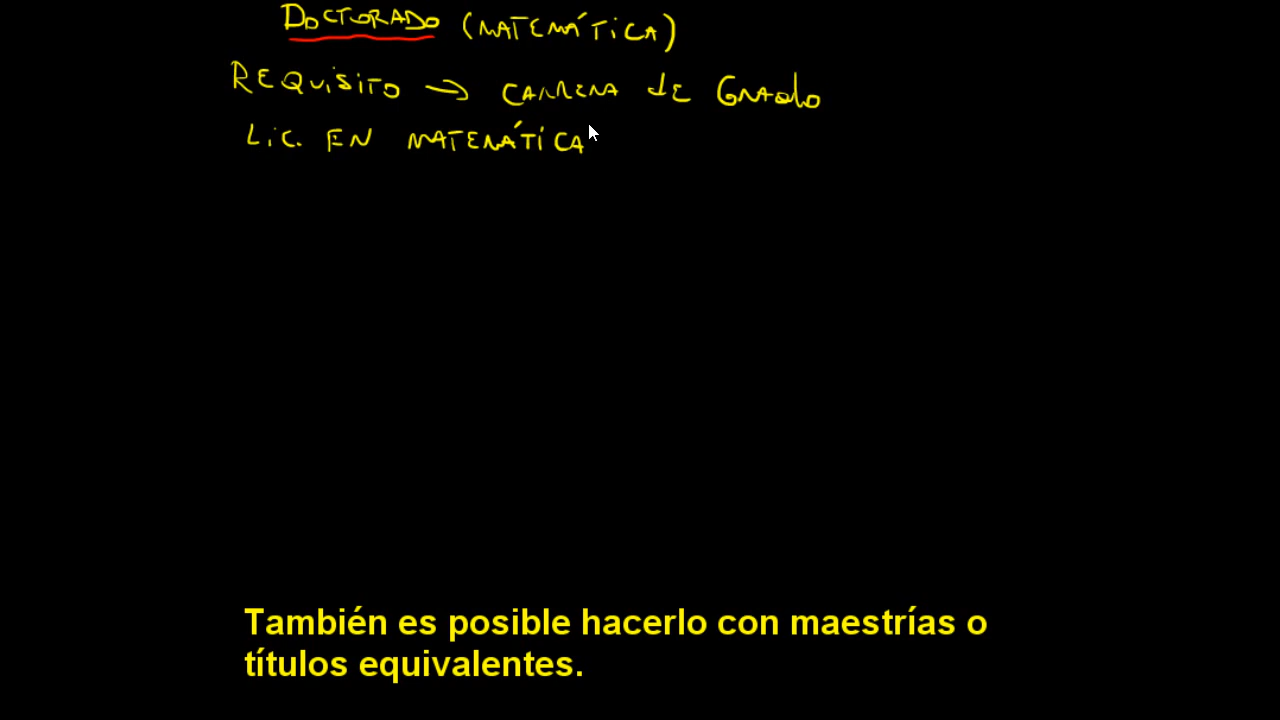 DOCTORADO (MATEMÁTICA)
REQUISITO → CARRERA de GRADO
Lic. EN MATEMÁTICA
También es posible hacerlo con maestrías o
títulos equivalentes.